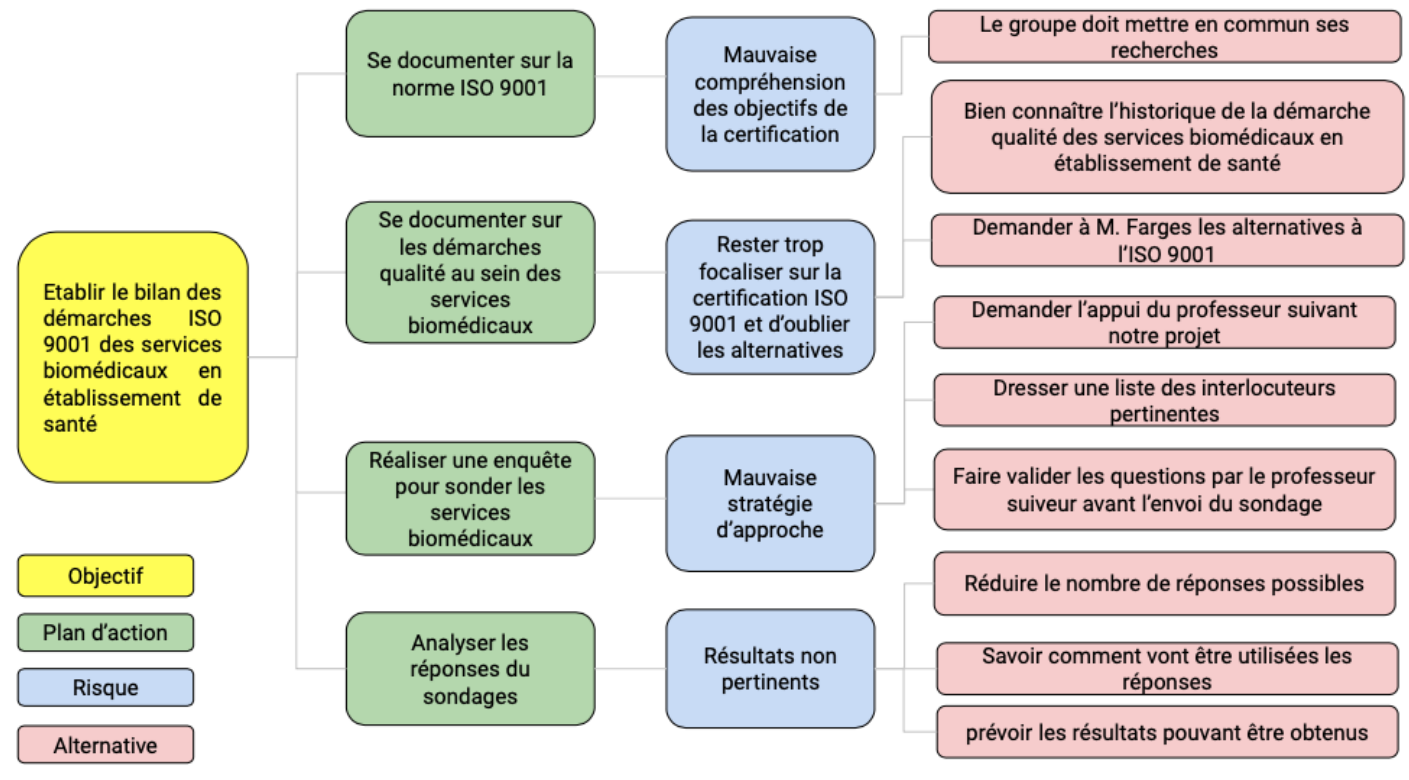 Etablir le bilan des
démarches ISO
9001 des services
biomédicaux en
établissement de
santé
Se documenter sur la
norme ISO 9001
Mauvaise
compréhension
des objectifs de
la certification
Le groupe doit mettre en commun ses
recherches
Se documenter sur
les démarches
qualité au sein des
services
biomédicaux
Rester trop
focaliser sur la
certification ISO
9001 et d'oublier
les alternatives
Bien connaître l'historique de la démarche
qualité des services biomédicaux en
établissement de santé
Demander à M. Farges les alternatives à
l'ISO 9001
Réaliser une enquête
pour sonder les
services
biomédicaux
Mauvaise
stratégie
d'approche
Demander l'appui du professeur suivant
notre projet
Dresser une liste des interlocuteurs
pertinentes
Faire valider les questions par le professeur
suiveur avant l'envoi du sondage
Analyser les
réponses du
sondages
Résultats non
pertinents
Réduire le nombre de réponses possibles
Savoir comment vont être utilisées les
réponses
prévoir les résultats pouvant être obtenus
Objectif
Plan d'action
Risque
Alternative